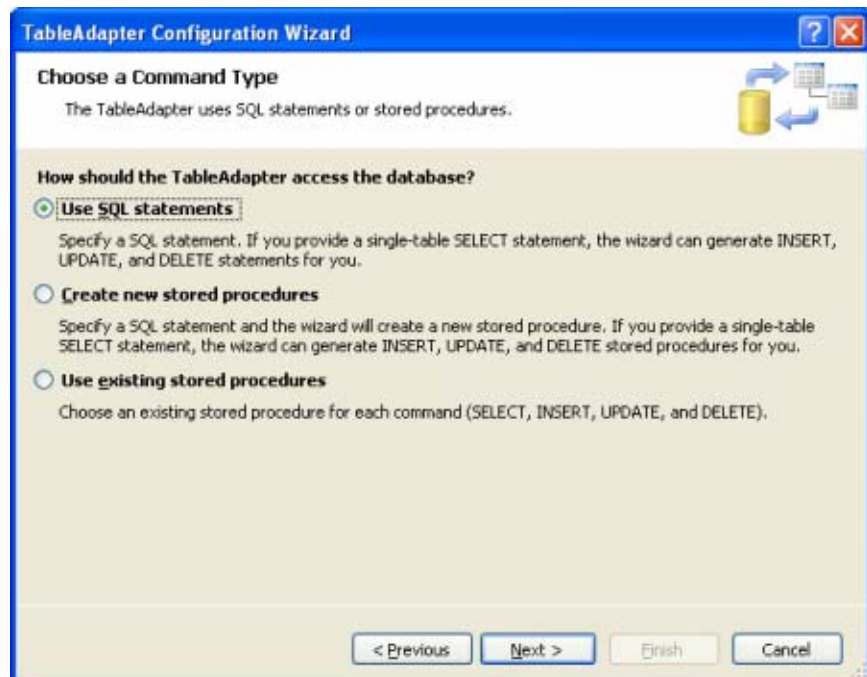 TableAdapter Configuration Wizard
Choose a Command Type
The TableAdapter uses SQL statements or stored procedures.
How should the TableAdapter access the database?
Use SQL statements
Specify a SQL statement. If you provide a single-table SELECT statement, the wizard can generate INSERT,
UPDATE, and DELETE statements for you.
Create new stored procedures
Specify a SQL statement and the wizard will create a new stored procedure. If you provide a single-table
SELECT statement, the wizard can generate INSERT, UPDATE, and DELETE stored procedures for you.
Use existing stored procedures
Choose an existing stored procedure for each command (SELECT, INSERT, UPDATE, and DELETE).
< Previous Next > Finish Cancel